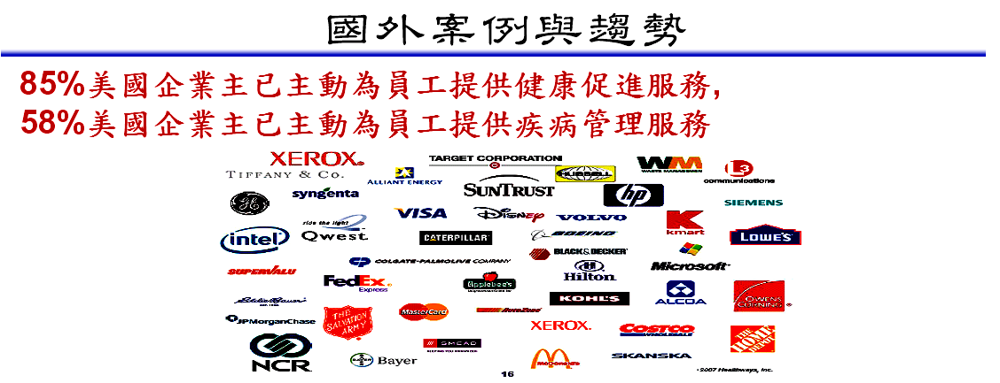 國外案例與趨勢
85%美國企業主已主動為員工提供健康促進服務,
58%美國企業主已主動為員工提供疾病管理服務
XEROX®
TARGET CORPORATION
TIFFANY & CO.
ALLIANT ENERGY
HUBBELL
WM
WASTE MANAGEMENT
L3
communications
GE
syngenta
SUNTRUST
hp
SIEMENS
ride the light
Qwest
VISA
Disney
VOLVO
K
kmart
intel
CATERPILLAR
BOEING
LOWE'S
BLACK&DECKER
SUPERVALU
COLGATE-PALMOLIVE COMPANY
H
Hilton
Microsoft
FedEx®
Express
Applebee's
KOHL'S
ALCOA
OWENS
CORNING
Eddie Bauer
JPMorganChase
THE
SALVATION
ARMY
MasterCard
AutoZone
XEROX.
COSTCO
WHOLESALE
THE
HOME
DEPOT
NCR
SMEAD
KEEPING YOU ORGANIZED
BAYER
Bayer
McDonald's
SKANSKA
16
©2007 Healthways, Inc.